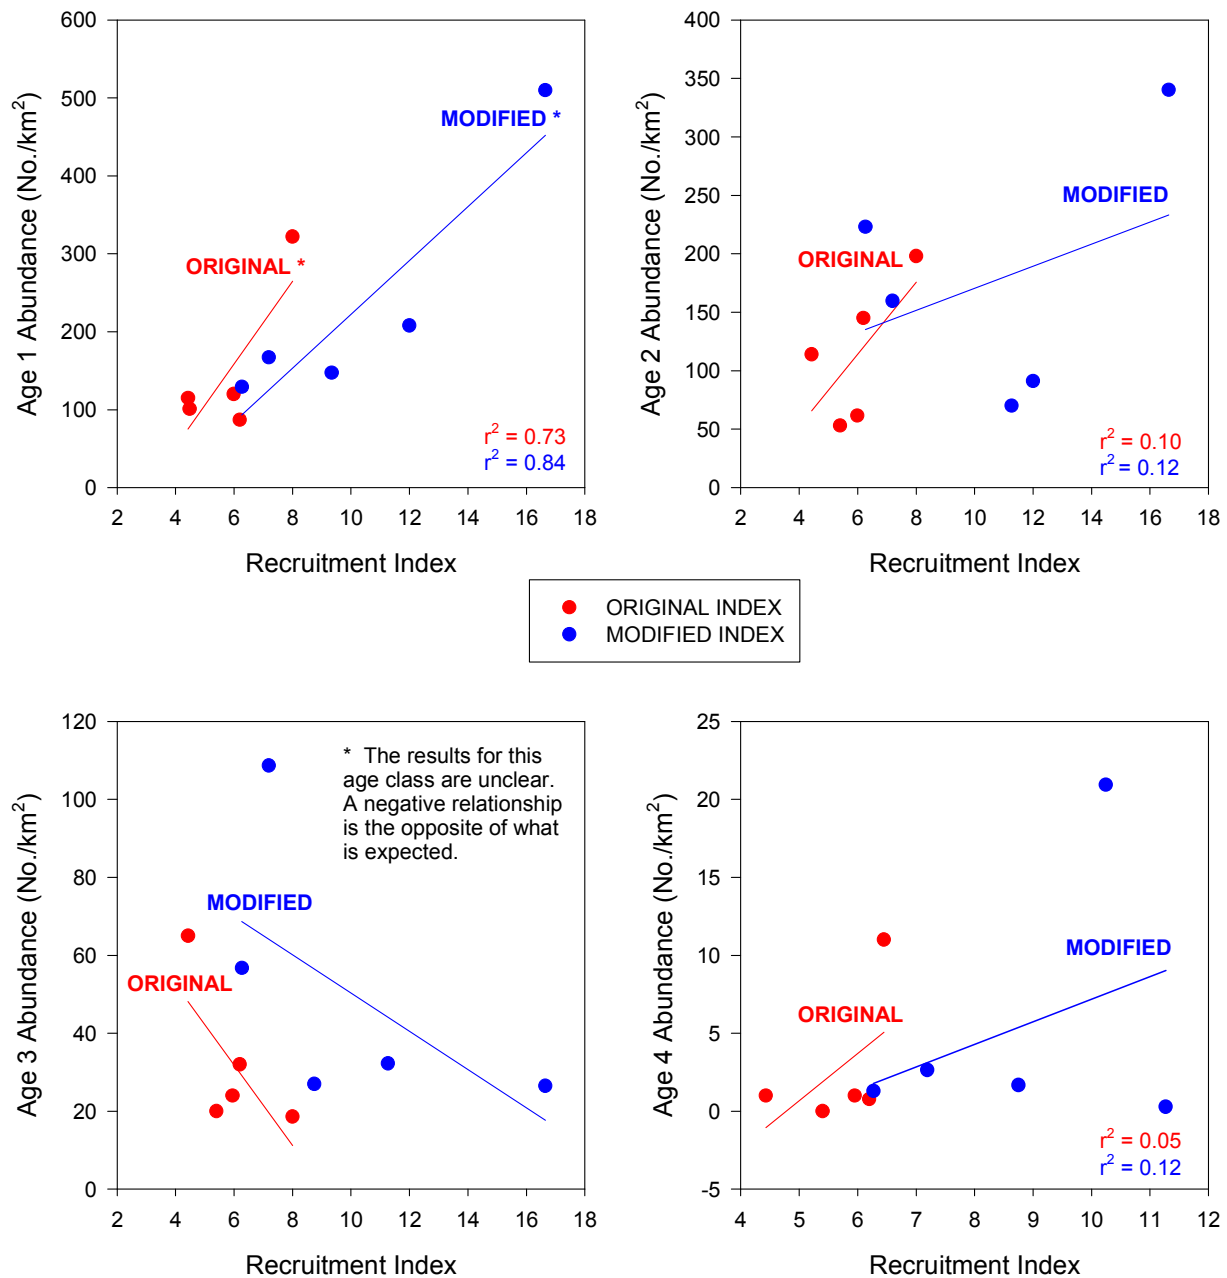 600
500
400
300
200
100
0
Age 1 Abundance (No./km²)
MODIFIED *
ORIGINAL *
r² = 0.73
r² = 0.84
2 4 6 8 10 12 14 16 18
Recruitment Index
400
350
300
250
200
150
100
50
0
Age 2 Abundance (No./km²)
MODIFIED
ORIGINAL
r² = 0.10
r² = 0.12
2 4 6 8 10 12 14 16 18
Recruitment Index
ORIGINAL INDEX
MODIFIED INDEX
120
100
80
60
40
20
0
Age 3 Abundance (No./km²)
* The results for this
age class are unclear.
A negative relationship
is the opposite of what
is expected.
MODIFIED
ORIGINAL
2 4 6 8 10 12 14 16 18
Recruitment Index
25
20
15
10
5
0
-5
Age 4 Abundance (No./km²)
MODIFIED
ORIGINAL
r² = 0.05
r² = 0.12
4 5 6 7 8 9 10 11 12
Recruitment Index